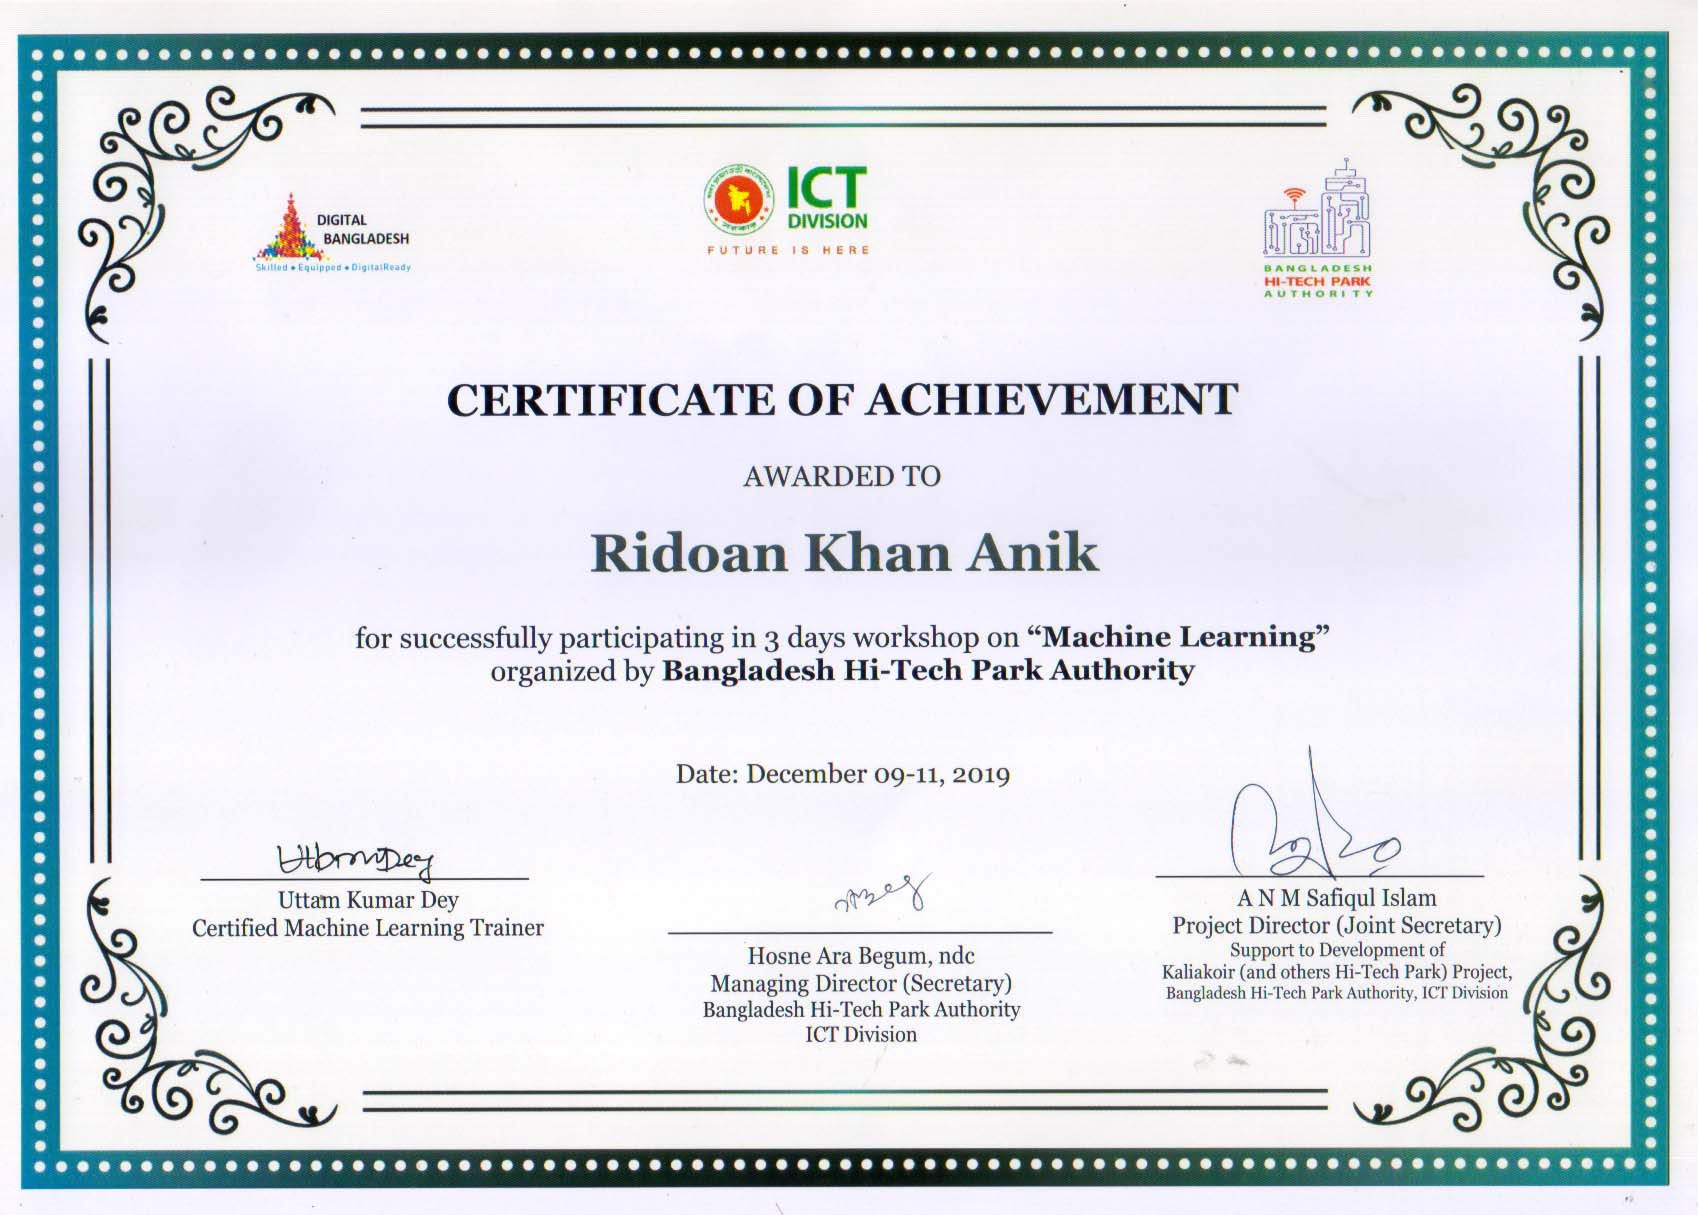 DIGITAL
BANGLADESH
Skilled • Equipped • DigitalReady
ICT
DIVISION
FUTURE IS HERE
BANGLADESH
HI-TECH PARK
AUTHORITY
CERTIFICATE OF ACHIEVEMENT
AWARDED TO
Ridoan Khan Anik
for successfully participating in 3 days workshop on “Machine Learning”
organized by Bangladesh Hi-Tech Park Authority
Date: December 09-11, 2019
Uttam Kumar Dey
Certified Machine Learning Trainer
Hosne Ara Begum, ndc
Managing Director (Secretary)
Bangladesh Hi-Tech Park Authority
ICT Division
A N M Safiqul Islam
Project Director (Joint Secretary)
Support to Development of
Kaliakoir (and others Hi-Tech Park) Project,
Bangladesh Hi-Tech Park Authority, ICT Division